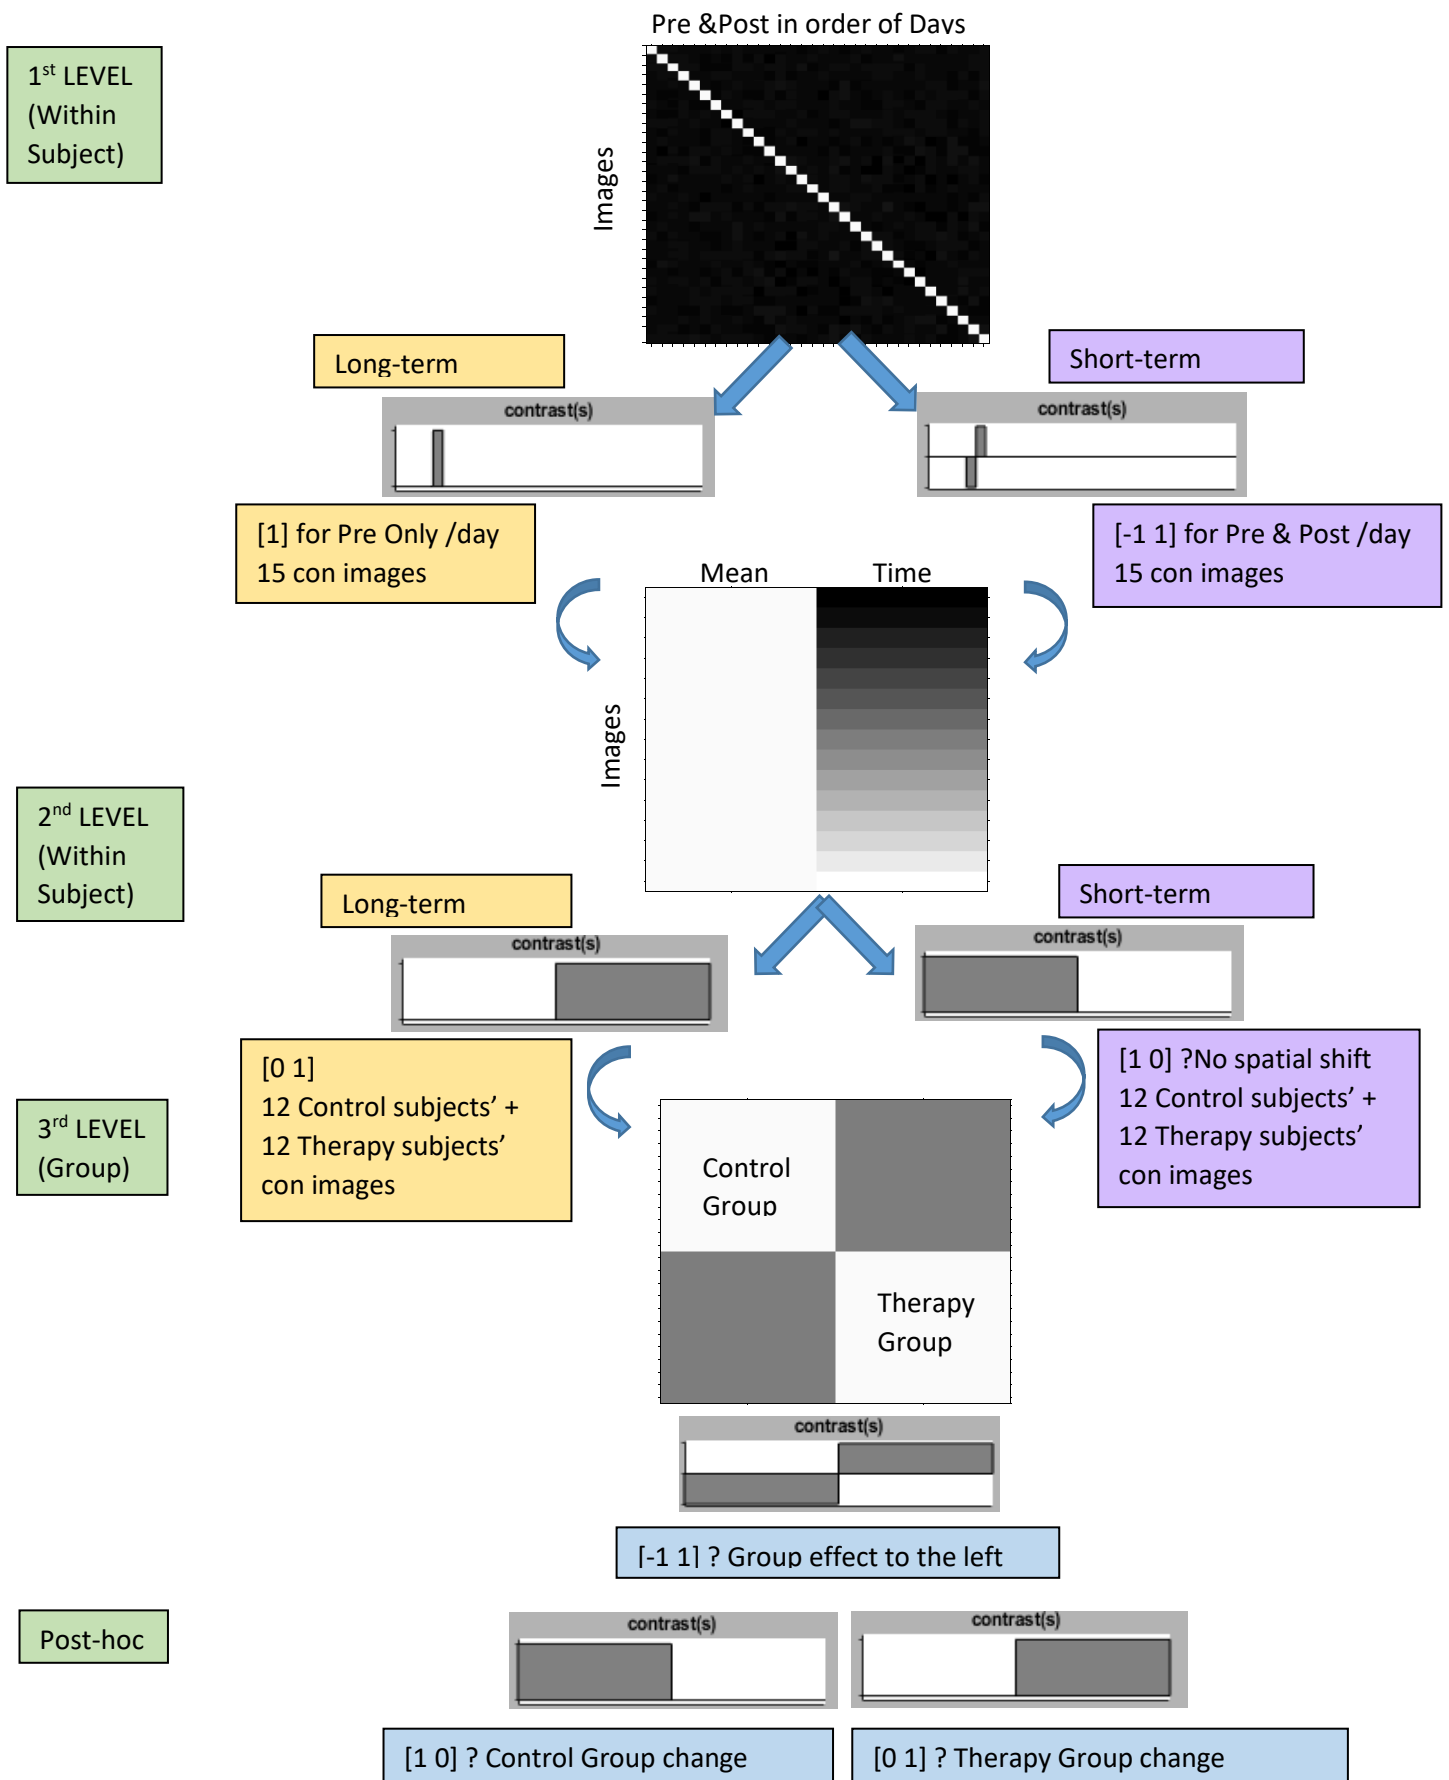 Pre &Post in order of Days
1st LEVEL
(Within
Subject)
Images
Long-term
Short-term
contrast(s)
contrast(s)
[1] for Pre Only /day
15 con images
[-1 1] for Pre & Post /day
15 con images
Mean
Time
Images
2nd LEVEL
(Within
Subject)
Long-term
Short-term
contrast(s)
contrast(s)
[0 1]
12 Control subjects’ +
12 Therapy subjects’
con images
[1 0] ?No spatial shift
12 Control subjects’ +
12 Therapy subjects’
con images
3rd LEVEL
(Group)
Control
Group
Therapy
Group
contrast(s)
[-1 1] ? Group effect to the left
Post-hoc
contrast(s)
contrast(s)
[1 0] ? Control Group change
[0 1] ? Therapy Group change